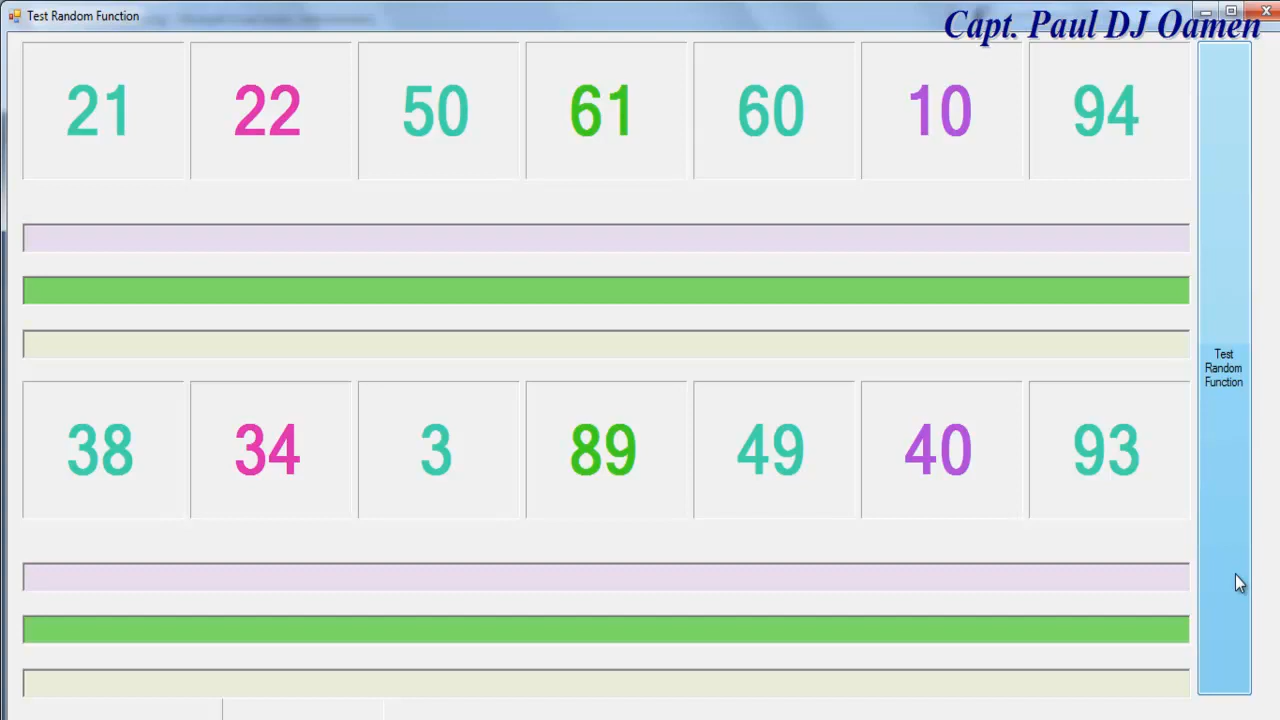 Test Random Function
Capt. Paul DJ Oamen
21 22 50 61 60 10 94
Test
Random
Function
38 34 3 89 49 40 93